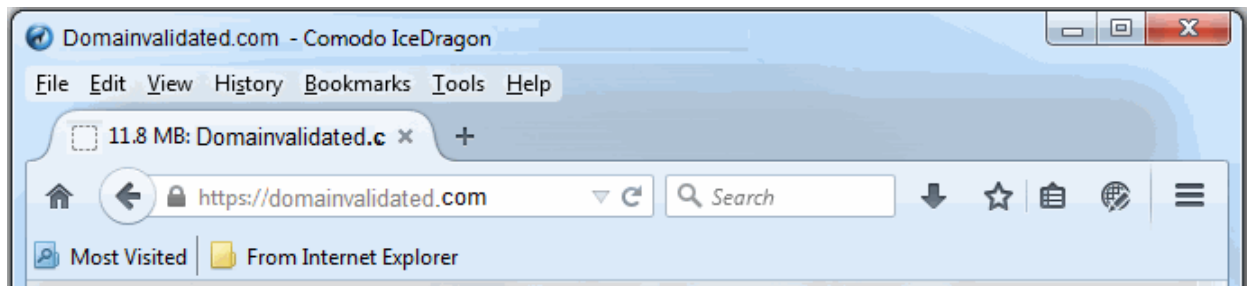 Domainvalidated.com - Comodo IceDragon
File Edit View History Bookmarks Tools Help
11.8 MB: Domainvalidated.c
https://domainvalidated.com Search
Most Visited From Internet Explorer